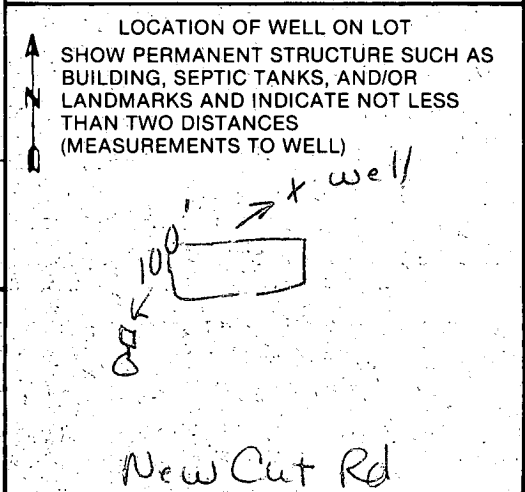 LOCATION OF WELL ON LOT
SHOW PERMANENT STRUCTURE SUCH AS
BUILDING, SEPTIC TANKS, AND/OR
N LANDMARKS AND INDICATE NOT LESS
THAN TWO DISTANCES
(MEASUREMENTS TO WELL)
x well
100'
New Cut Rd